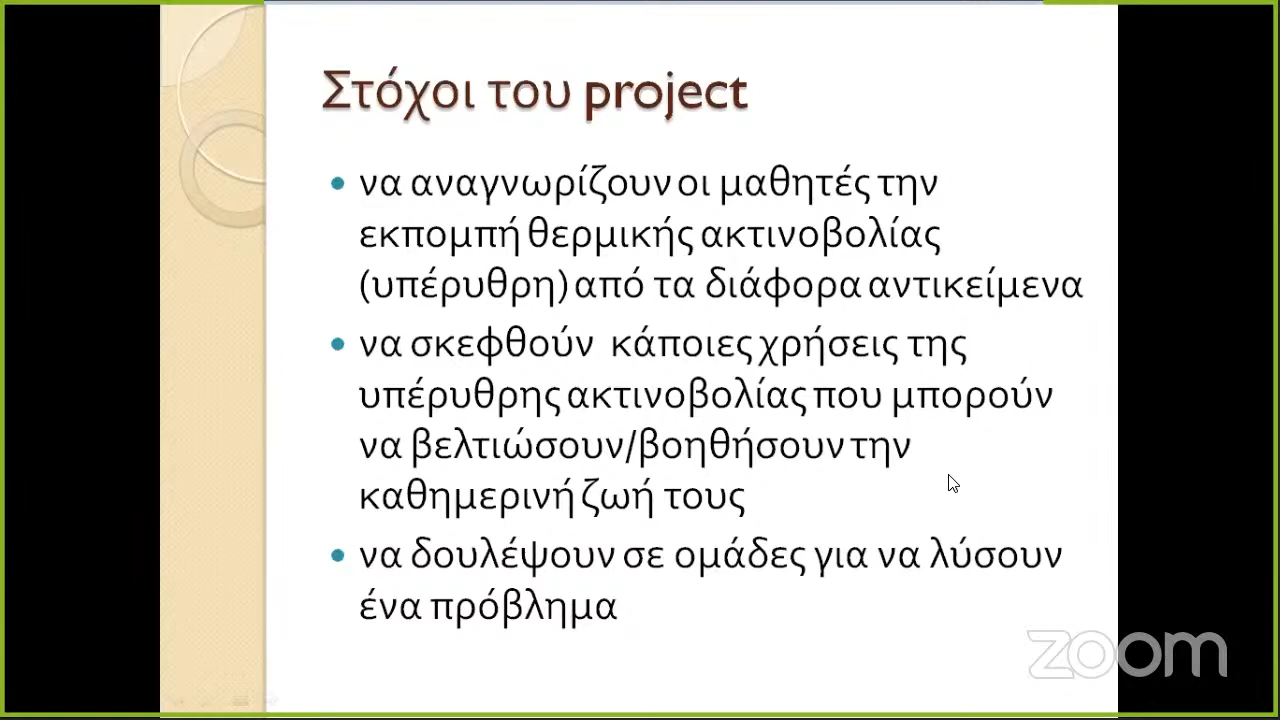 Στόχοι του project
• να αναγνωρίζουν οι μαθητές την
εκπομπή θερμικής ακτινοβολίας
(υπέρυθρη) από τα διάφορα αντικείμενα
• να σκεφθούν κάποιες χρήσεις της
υπέρυθρης ακτινοβολίας που μπορούν
να βελτιώσουν/βοηθήσουν την
καθημερινή ζωή τους
• να δουλέψουν σε ομάδες για να λύσουν
ένα πρόβλημα
zoom